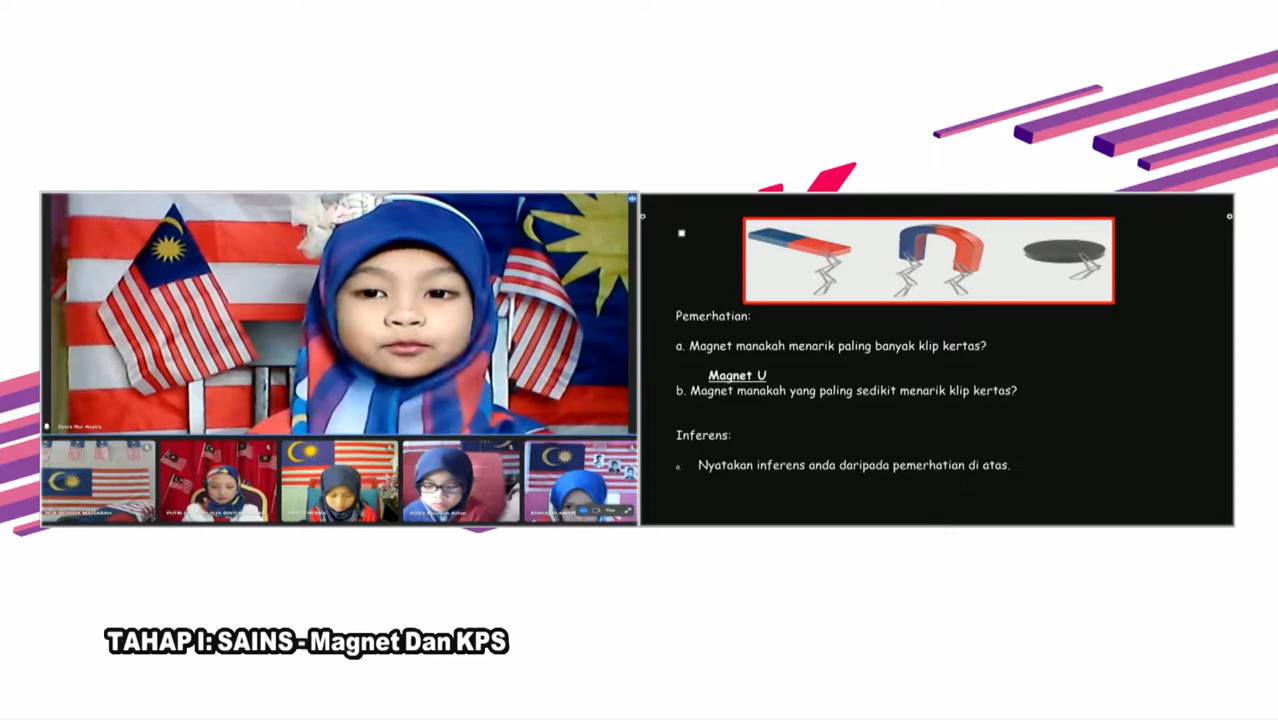 Pemerhatian:
a. Magnet manakah menarik paling banyak klip kertas?
Magnet U
b. Magnet manakah yang paling sedikit menarik klip kertas?
Inferens:
a. Nyatakan inferens anda daripada pemerhatian di atas.
TAHAP I: SAINS - Magnet Dan KPS